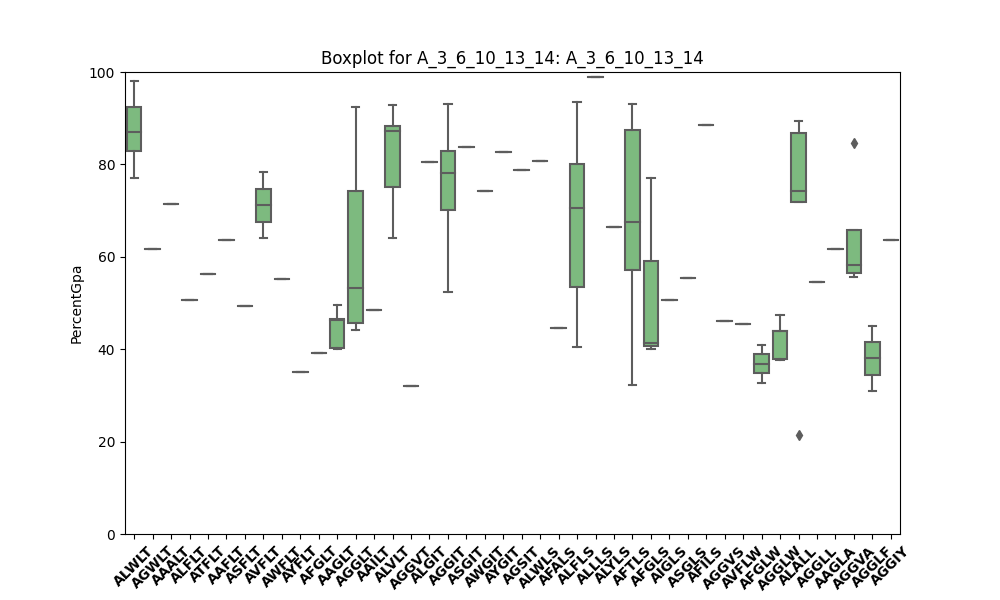 Boxplot for A_3_6_10_13_14: A_3_6_10_13_14
PercentGpa
100
80
60
40
20
0
ALWLT
AGWLT
AAALT
ALFLT
ATFLT
AAFLT
ASFLT
AVFLT
AWFLT
AYFLT
AFGLT
AAGLT
AGGLT
AAILT
ALVLT
AGGVT
ALGIT
AGGIT
ASGIT
AWGIT
AYGIT
AGSIT
ALWLS
AFALS
ALFLS
ALLLS
ALYLS
AFTLS
AFGLS
AIGLS
ASGLS
AFILS
AGGVS
AVFLW
AFGLW
AGGLW
ALALL
AGGLL
AAGLA
AGGVA
AGGLF
AGGIY